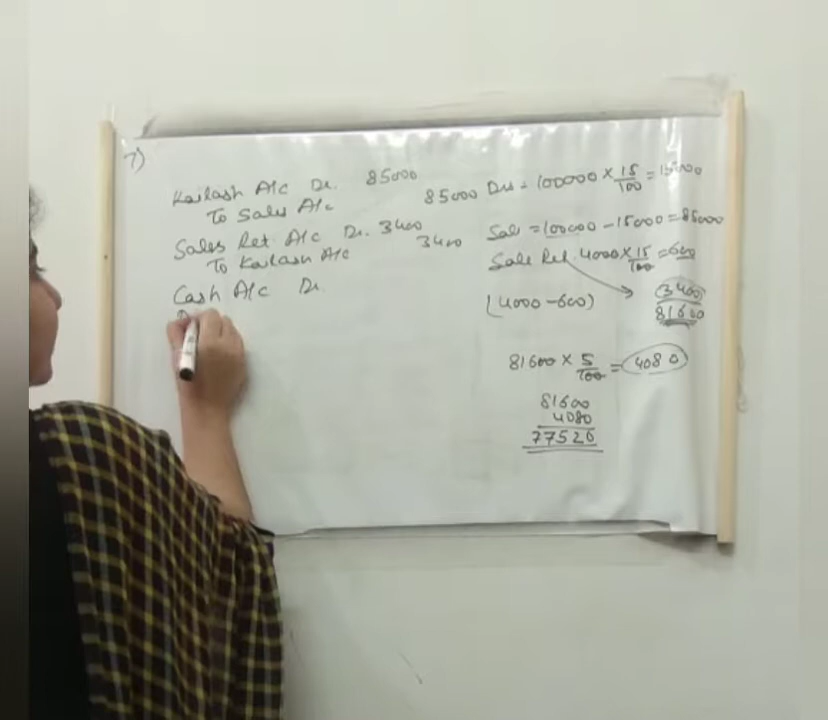 7)
Kailash A/c Dr. 85000
To Sales A/c 85000
Sales Ret. A/c Dr. 3400
To Kailash A/c 3400
Cash A/c Dr.
D
Dis = 100000 × 15/100 = 15000
Sale = 100000 - 15000 = 85000
Sale Ret. 4000 × 15/100 = 600
(4000 - 600) (3400)
81600
81600 × 5/100 = 4080
81600
4080
77520